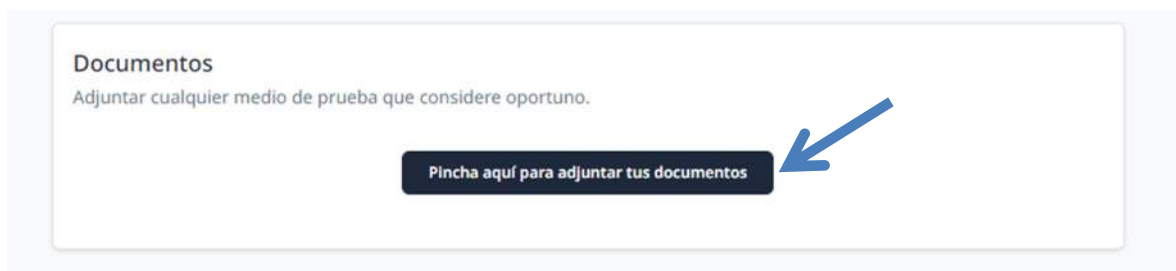 Documentos
Adjuntar cualquier medio de prueba que considere oportuno.
Pincha aquí para adjuntar tus documentos